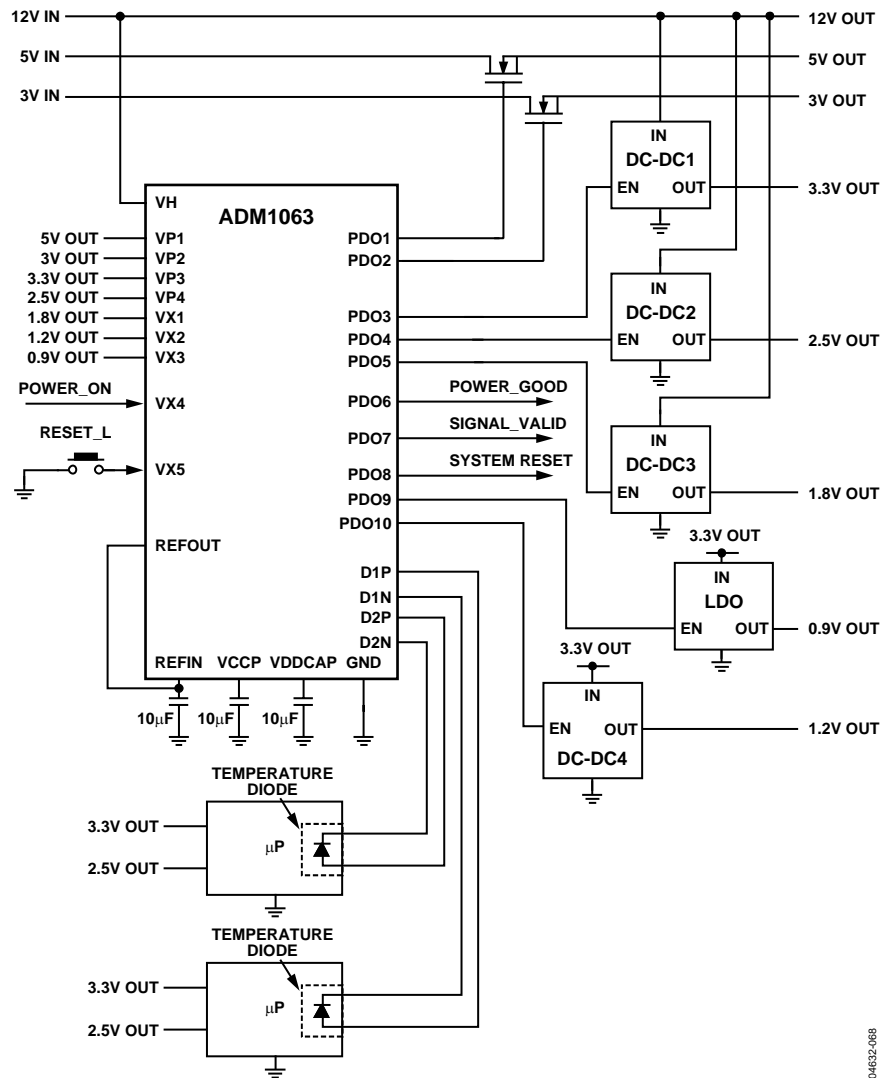 12V IN
12V OUT
5V IN
5V OUT
3V IN
3V OUT
IN
DC-DC1
EN OUT
3.3V OUT
VH
ADM1063
5V OUT
VP1
PDO1
3V OUT
VP2
PDO2
3.3V OUT
VP3
2.5V OUT
VP4
1.8V OUT
VX1
PDO3
1.2V OUT
VX2
PDO4
0.9V OUT
VX3
PDO5
IN
DC-DC2
EN OUT
2.5V OUT
POWER_ON
VX4
PDO6
POWER_GOOD
RESET_L
PDO7
SIGNAL_VALID
VX5
PDO8
SYSTEM RESET
PDO9
PDO10
IN
DC-DC3
EN OUT
1.8V OUT
REFOUT
D1P
D1N
D2P
D2N
3.3V OUT
IN
LDO
EN OUT
0.9V OUT
REFIN VCCP VDDCAP GND
10μF 10μF 10μF
3.3V OUT
IN
EN OUT
DC-DC4
1.2V OUT
TEMPERATURE
DIODE
3.3V OUT
μP
2.5V OUT
TEMPERATURE
DIODE
3.3V OUT
μP
2.5V OUT
04632-068